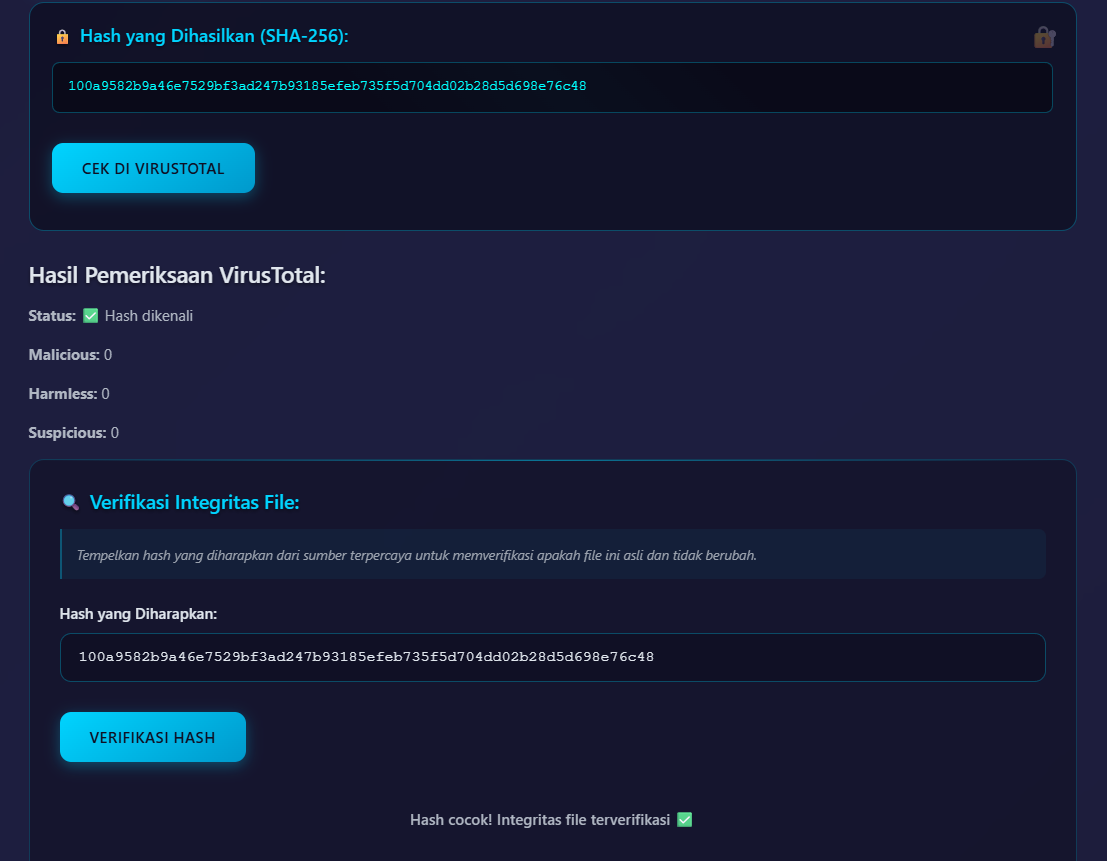 Hash yang Dihasilkan (SHA-256):
100a9582b9a46e7529bf3ad247b93185efeb735f5d704dd02b28d5d698e76c48
CEK DI VIRUSTOTAL
Hasil Pemeriksaan VirusTotal:
Status: ✅ Hash dikenali
Malicious: 0
Harmless: 0
Suspicious: 0
Verifikasi Integritas File:
Tempelkan hash yang diharapkan dari sumber terpercaya untuk memverifikasi apakah file ini asli dan tidak berubah.
Hash yang Diharapkan:
100a9582b9a46e7529bf3ad247b93185efeb735f5d704dd02b28d5d698e76c48
VERIFIKASI HASH
Hash cocok! Integritas file terverifikasi ✅